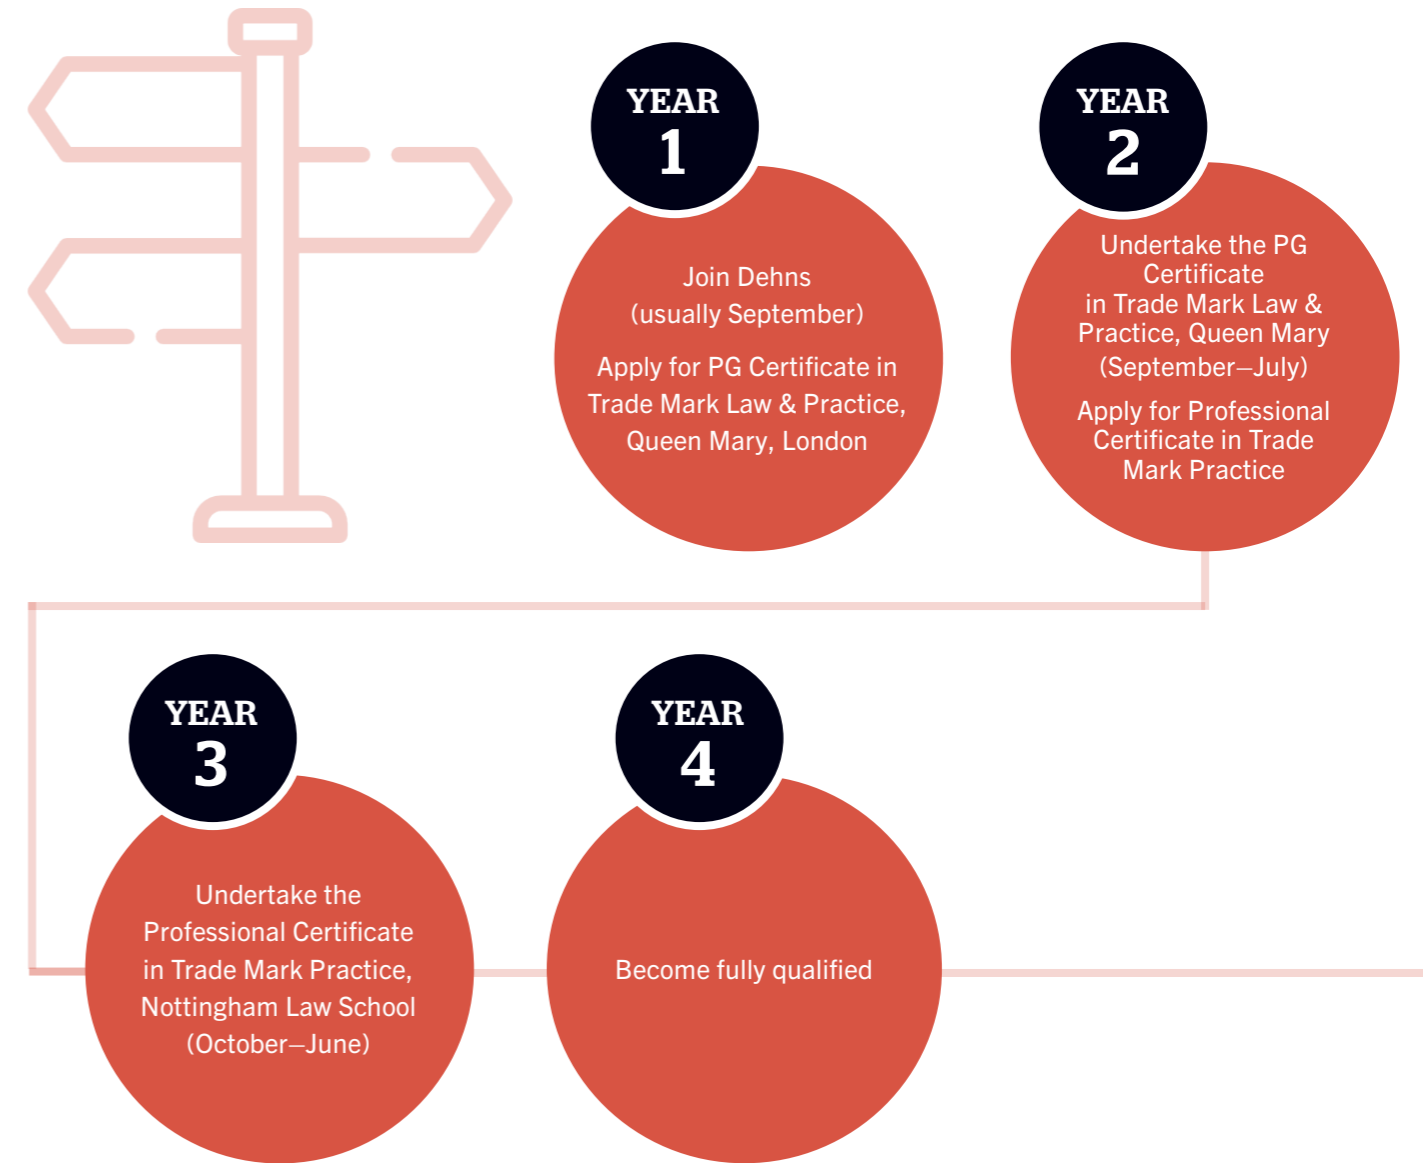 YEAR
1
Join Dehns
(usually September)
Apply for PG Certificate in
Trade Mark Law & Practice,
Queen Mary, London
YEAR
2
Undertake the PG
Certificate
in Trade Mark Law &
Practice, Queen Mary
(September–July)
Apply for Professional
Certificate in Trade
Mark Practice
YEAR
3
Undertake the
Professional Certificate
in Trade Mark Practice,
Nottingham Law School
(October–June)
YEAR
4
Become fully qualified